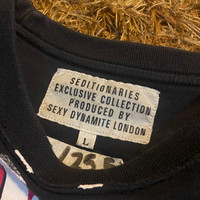 SEDITIONARIES
EXCLUSIVE COLLECTION
PRODUCED BY
SEXY DYNAMITE LONDON
L